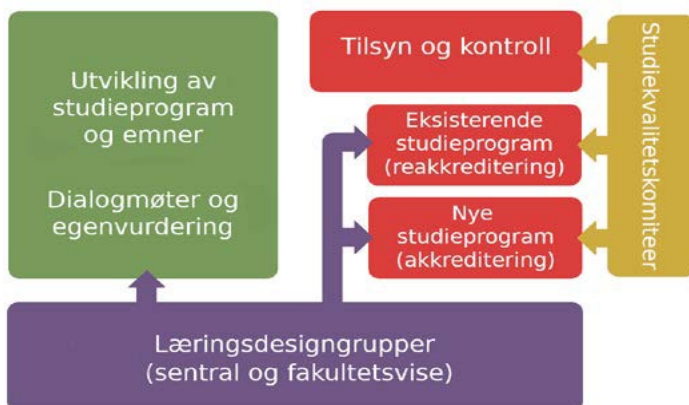 Utvikling av
studieprogram
og emner
Dialogmøter og
egenvurdering
Tilsyn og kontroll
Eksisterende
studieprogram
(reakkreditering)
Nye
studieprogram
(akkreditering)
Studiekvalitetskomiteer
Læringsdesigngrupper
(sentral og fakultetsvise)